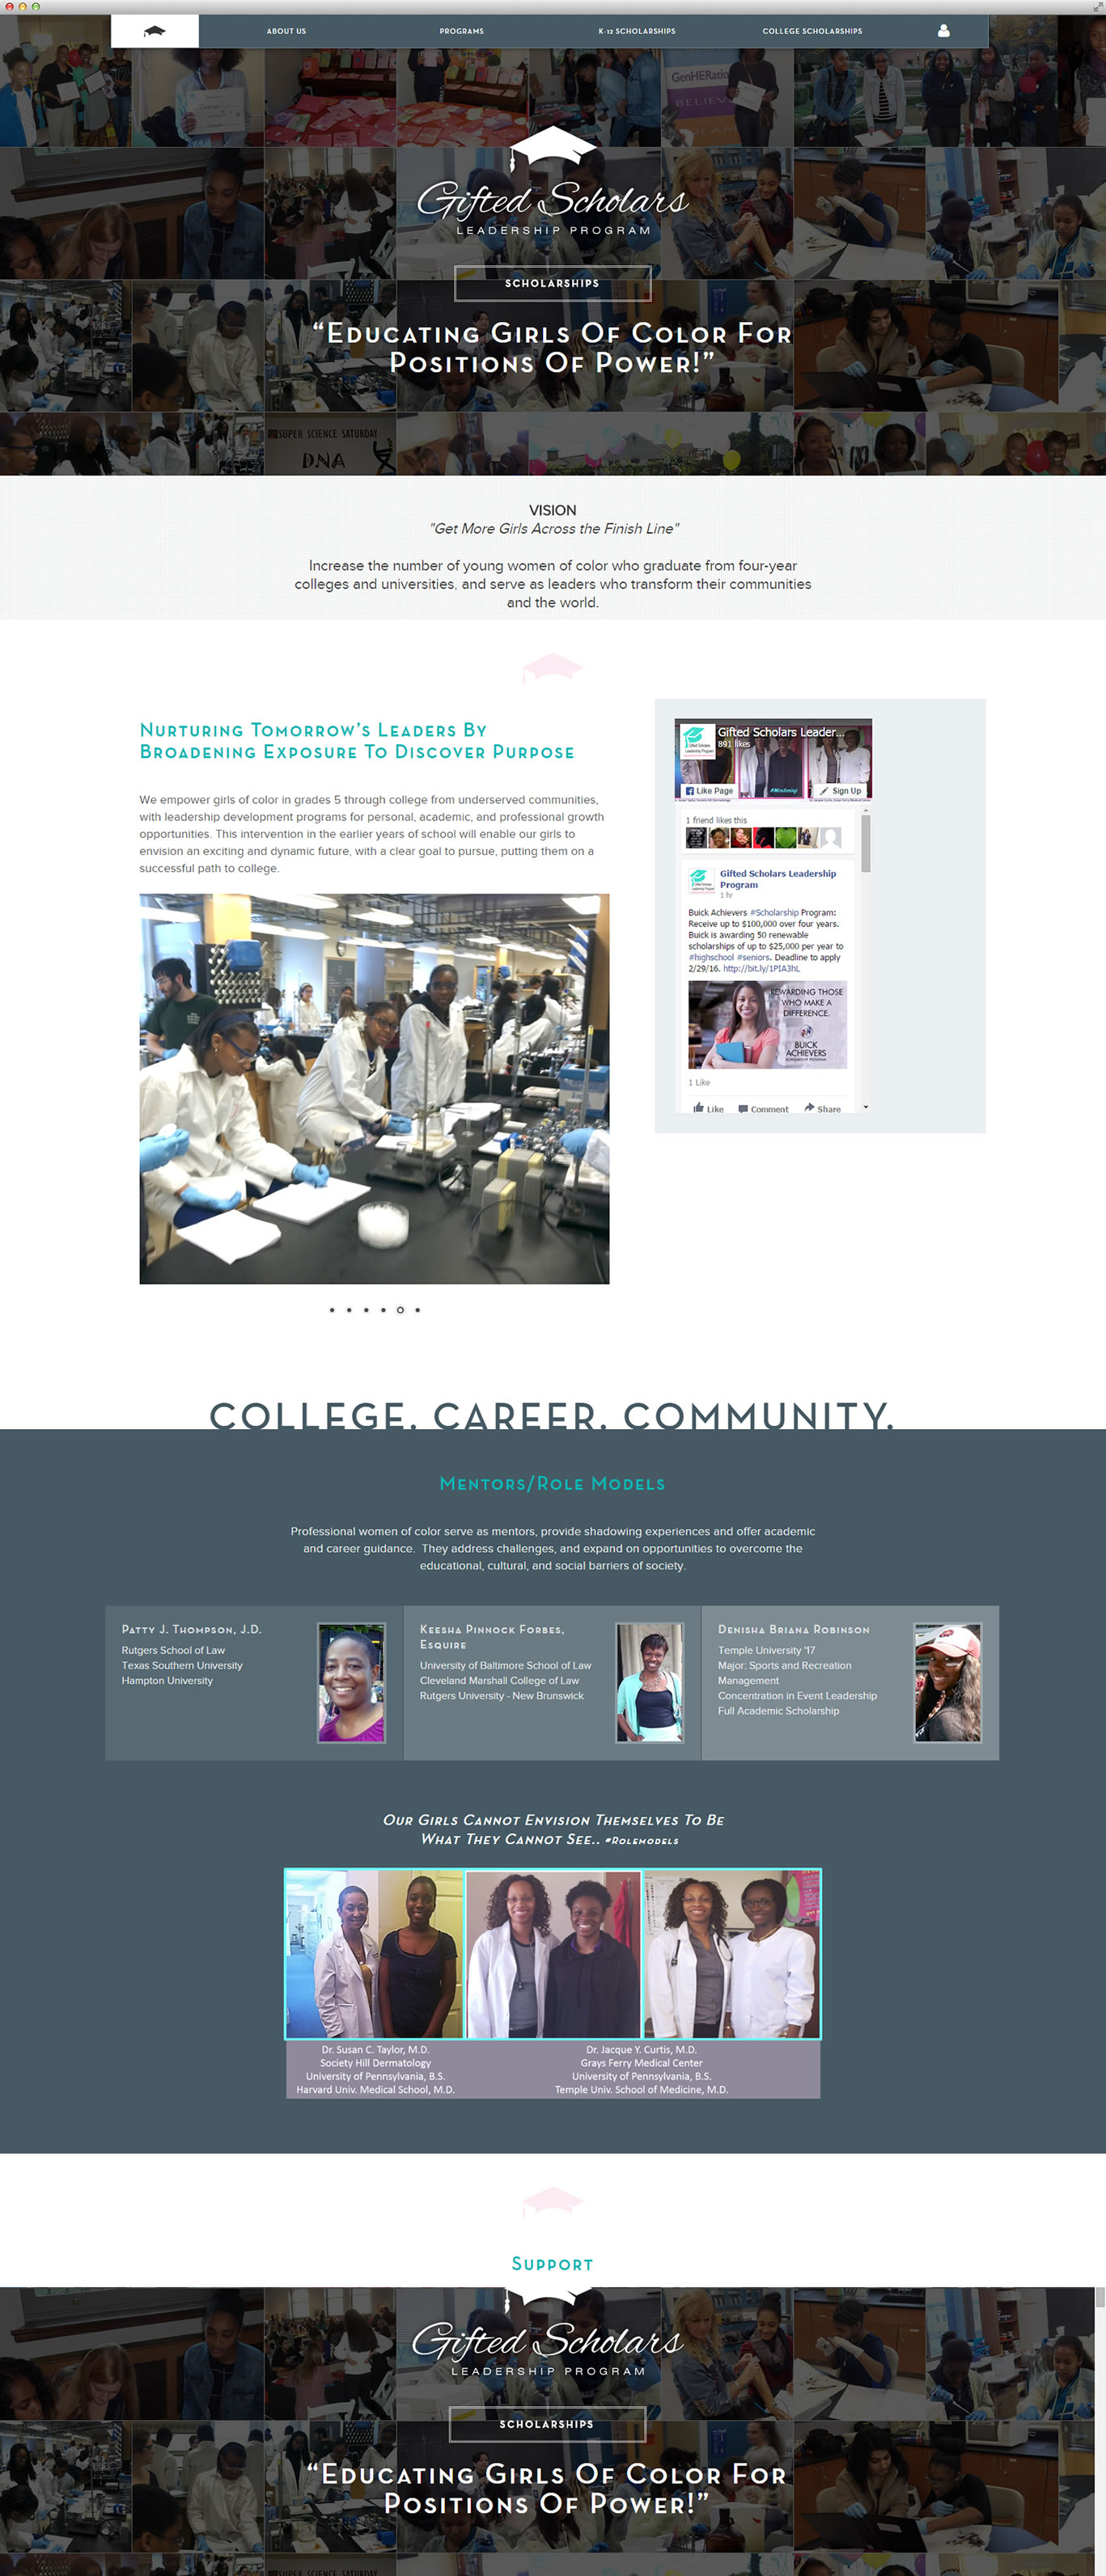 ABOUT US
PROGRAMS
K-12 SCHOLARSHIPS
COLLEGE SCHOLARSHIPS
GenHERatio
BELIEV
Gifted Scholars
LEADERSHIP PROGRAM
SCHOLARSHIPS
“EDUCATING GIRLS OF COLOR FOR
POSITIONS OF POWER!”
SUPER SCIENCE SATURDAY
DNA
VISION
"Get More Girls Across the Finish Line"
Increase the number of young women of color who graduate from four-year
colleges and universities, and serve as leaders who transform their communities
and the world.
NURTURING TOMORROW’S LEADERS BY
BROADENING EXPOSURE TO DISCOVER PURPOSE
We empower girls of color in grades 5 through college from underserved communities,
with leadership development programs for personal, academic, and professional growth
opportunities. This intervention in the earlier years of school will enable our girls to
envision an exciting and dynamic future, with a clear goal to pursue, putting them on a
successful path to college.
Gifted Scholars Leader...
891 likes
Like Page
#Mentoring
Sign Up
1 friend likes this
Gifted Scholars Leadership
Program
1 hr
Buick Achievers #Scholarship Program:
Receive up to $100,000 over four years.
Buick is awarding 50 renewable
scholarships of up to $25,000 per year to
#highschool #seniors. Deadline to apply
2/29/16. http://bit.ly/1PIA3hL
REWARDING THOSE
WHO MAKE A
DIFFERENCE.
BUICK
ACHIEVERS
SCHOLARSHIP PROGRAM
1 Like
Like
Comment
Share
COLLEGE. CAREER. COMMUNITY.
MENTORS/ROLE MODELS
Professional women of color serve as mentors, provide shadowing experiences and offer academic
and career guidance. They address challenges, and expand on opportunities to overcome the
educational, cultural, and social barriers of society.
PATTY J. THOMPSON, J.D.
Rutgers School of Law
Texas Southern University
Hampton University
KEESHA PINNOCK FORBES,
ESQUIRE
University of Baltimore School of Law
Cleveland Marshall College of Law
Rutgers University - New Brunswick
DENISHA BRIANA ROBINSON
Temple University '17
Major: Sports and Recreation
Management
Concentration in Event Leadership
Full Academic Scholarship
OUR GIRLS CANNOT ENVISION THEMSELVES TO BE
WHAT THEY CANNOT SEE.. #ROLEMODELS
Dr. Susan C. Taylor, M.D.
Society Hill Dermatology
University of Pennsylvania, B.S.
Harvard Univ. Medical School, M.D.
Dr. Jacque Y. Curtis, M.D.
Grays Ferry Medical Center
University of Pennsylvania, B.S.
Temple Univ. School of Medicine, M.D.
SUPPORT
Gifted Scholars
LEADERSHIP PROGRAM
SCHOLARSHIPS
“EDUCATING GIRLS OF COLOR FOR
POSITIONS OF POWER!”
SUPER SCIENCE SATURDAY